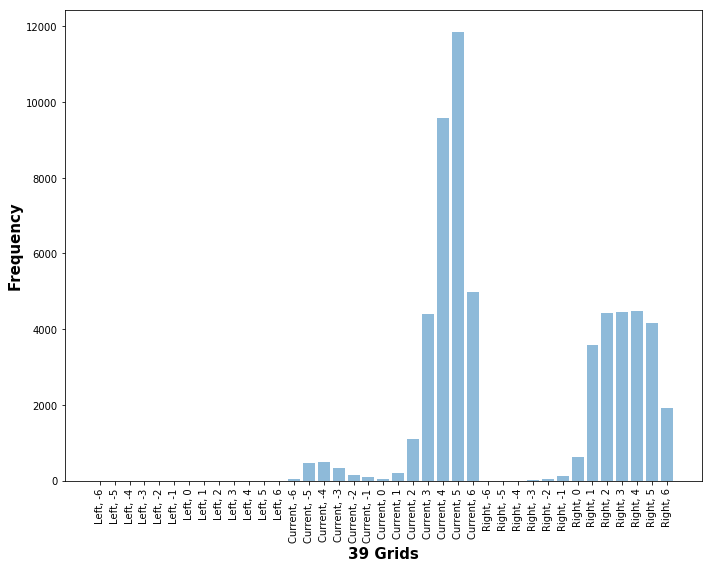 12000
10000
8000
6000
4000
2000
0
Frequency
Left, -6
Left, -5
Left, -4
Left, -3
Left, -2
Left, -1
Left, 0
Left, 1
Left, 2
Left, 3
Left, 4
Left, 5
Left, 6
Current, -6
Current, -5
Current, -4
Current, -3
Current, -2
Current, -1
Current, 0
Current, 1
Current, 2
Current, 3
Current, 4
Current, 5
Current, 6
Right, -6
Right, -5
Right, -4
Right, -3
Right, -2
Right, -1
Right, 0
Right, 1
Right, 2
Right, 3
Right, 4
Right, 5
Right, 6
39 Grids